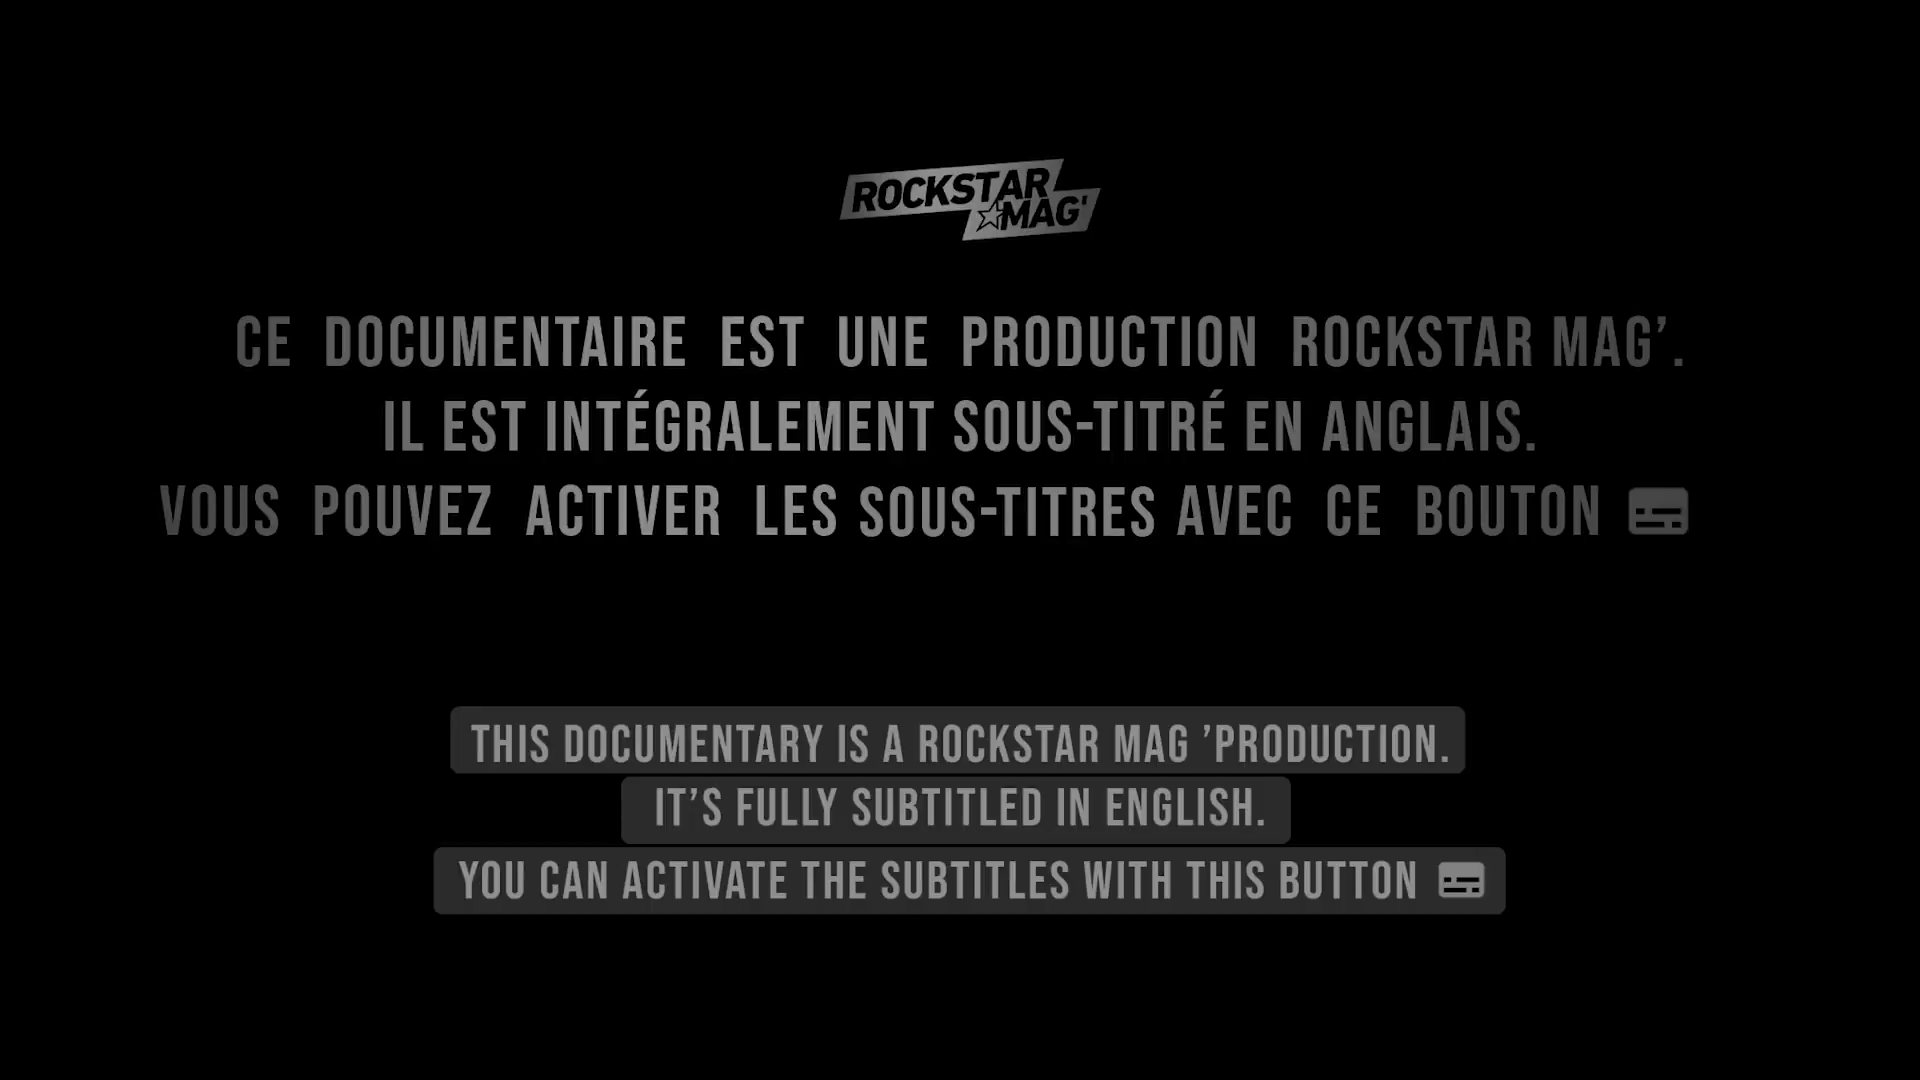 ROCKSTAR
MAG'
CE DOCUMENTAIRE EST UNE PRODUCTION ROCKSTAR MAG’.
IL EST INTÉGRALEMENT SOUS-TITRÉ EN ANGLAIS.
VOUS POUVEZ ACTIVER LES SOUS-TITRES AVEC CE BOUTON
THIS DOCUMENTARY IS A ROCKSTAR MAG ’PRODUCTION.
IT’S FULLY SUBTITLED IN ENGLISH.
YOU CAN ACTIVATE THE SUBTITLES WITH THIS BUTTON